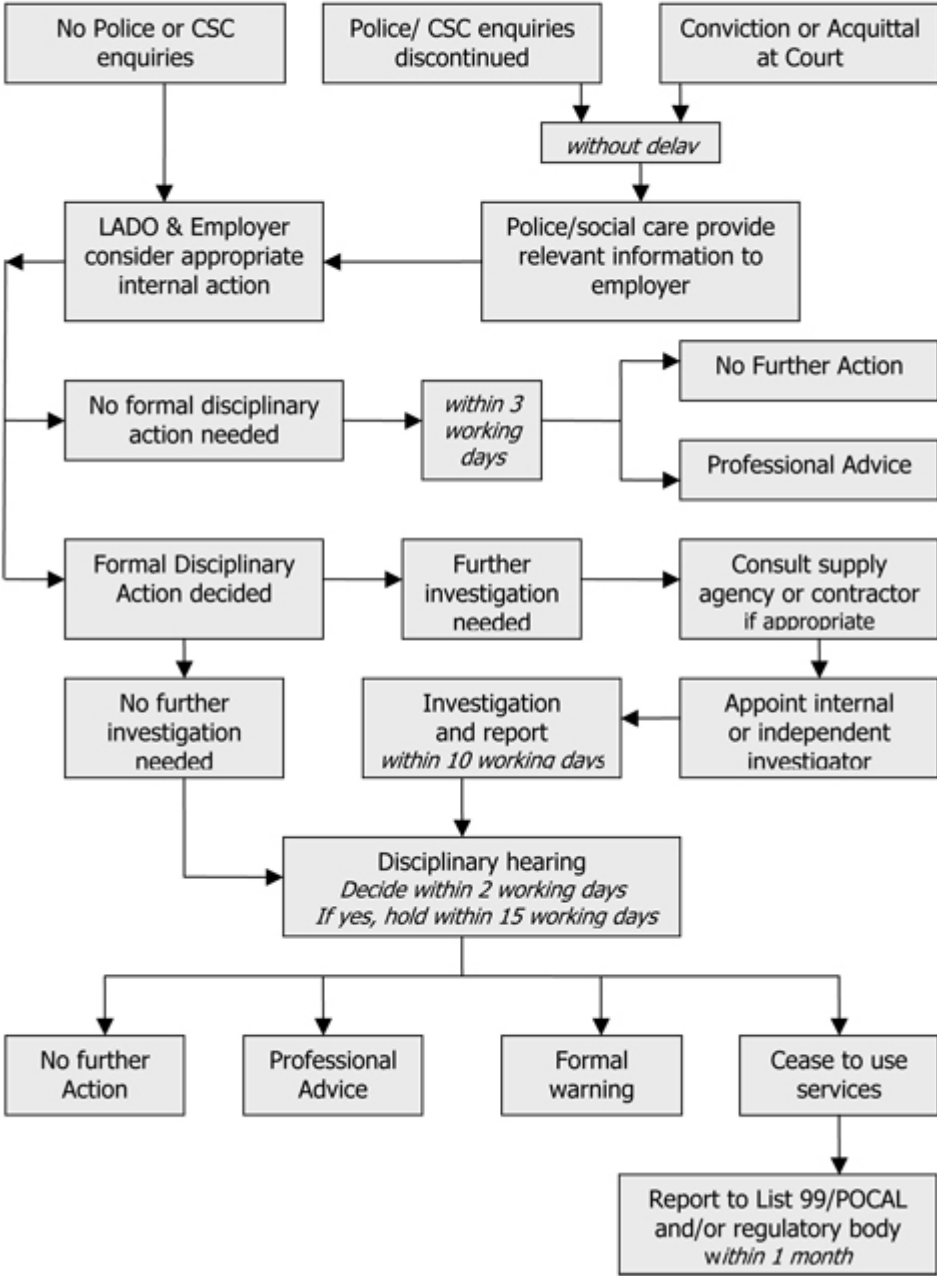 No Police or CSC
enquiries
Police/ CSC enquiries
discontinued
Conviction or Acquittal
at Court
without delay
LADO & Employer
consider appropriate
internal action
Police/social care provide
relevant information to
employer
No formal disciplinary
action needed
within 3
working
days
No Further Action
Professional Advice
Formal Disciplinary
Action decided
Further
investigation
needed
Consult supply
agency or contractor
if appropriate
No further
investigation
needed
Investigation
and report
within 10 working days
Appoint internal
or independent
investigator
Disciplinary hearing
Decide within 2 working days
If yes, hold within 15 working days
No further
Action
Professional
Advice
Formal
warning
Cease to use
services
Report to List 99/POCAL
and/or regulatory body
within 1 month